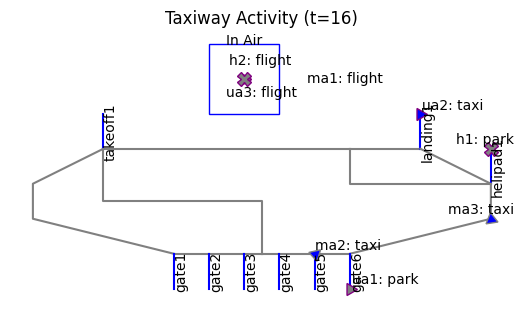 Taxiway Activity (t=16)
In Air
h2: flight
ma1: flight
ua3: flight
ua2: taxi
takeoff1
landing1
h1: park
helipad1
ma3: taxi
ma2: taxi
gate1
gate2
gate3
gate4
gate5
gate6
ua1: park